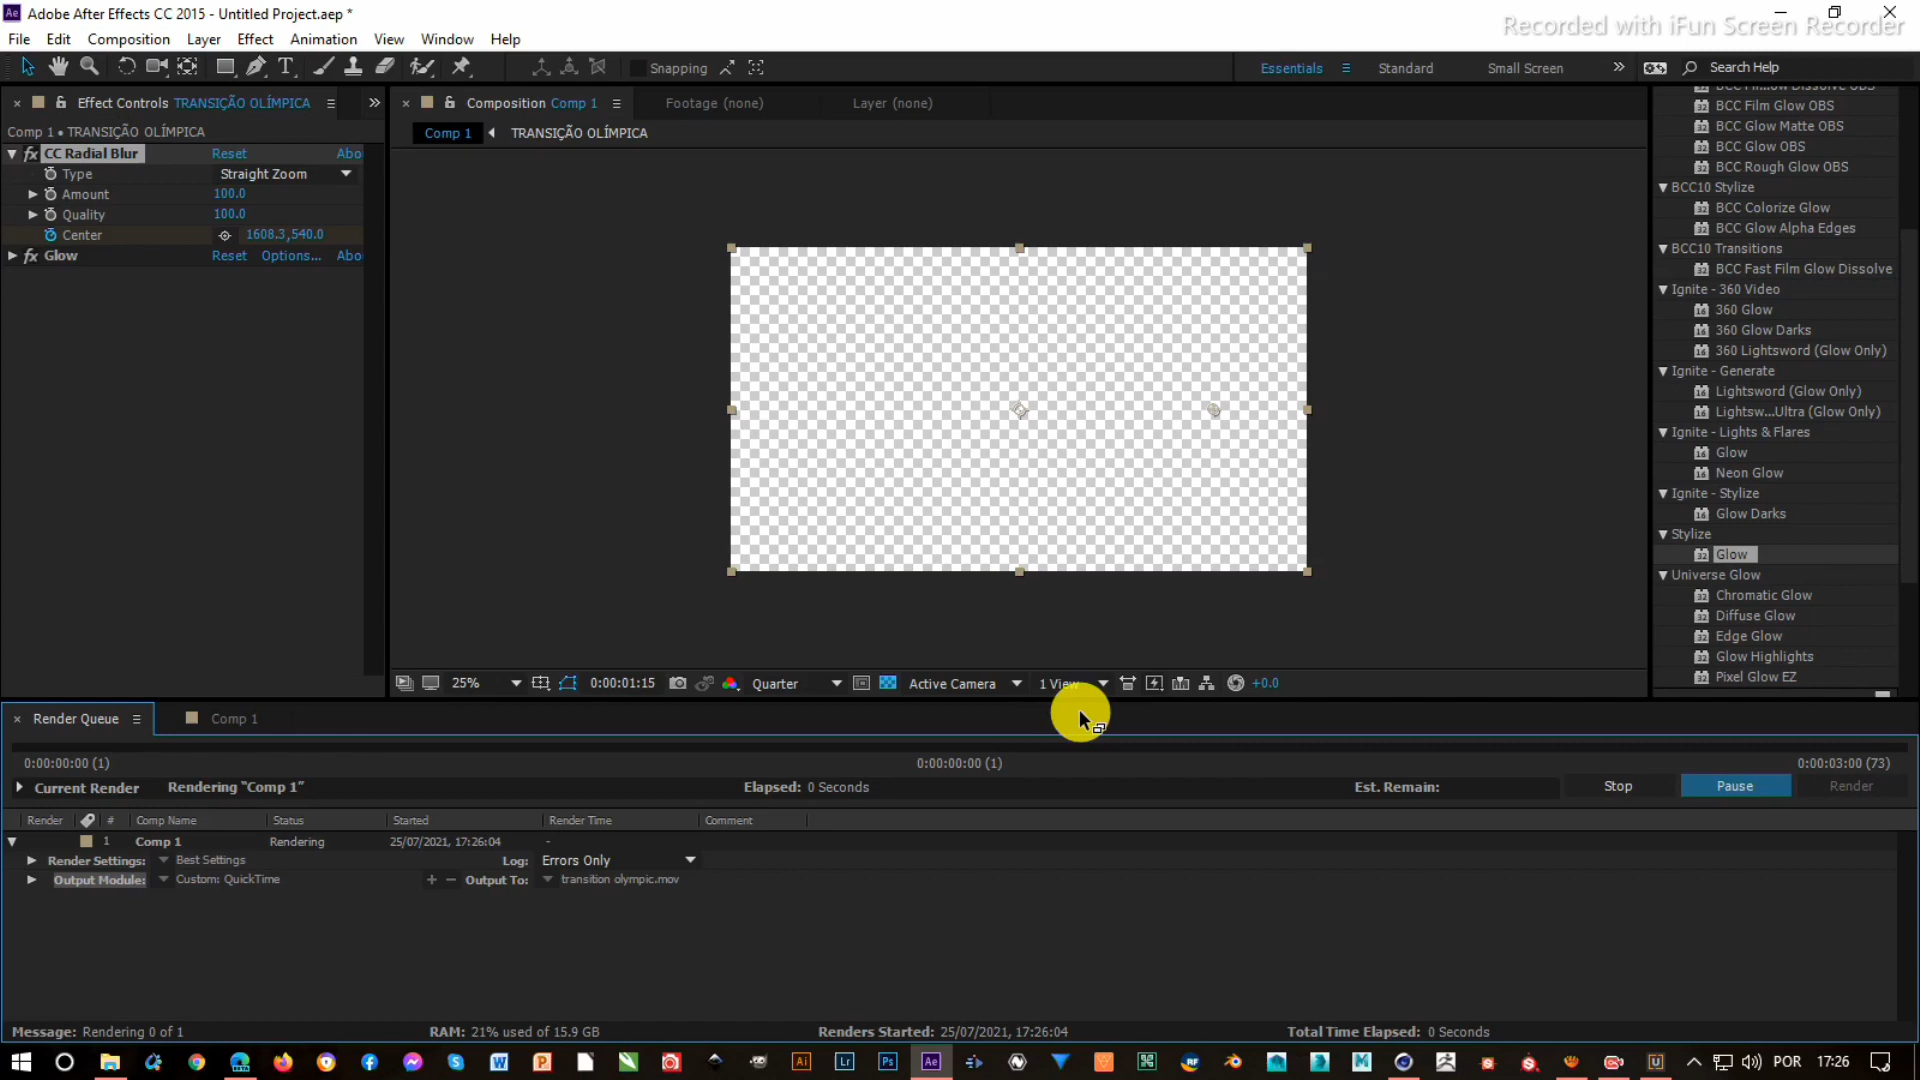 Adobe After Effects CC 2015 - Untitled Project.aep *
Recorded with iFun Screen Recorder
File Edit Composition Layer Effect Animation View Window Help
Snapping
Essentials Standard Small Screen Search Help
Effect Controls TRANSIÇÃO OLÍMPICA
Composition Comp 1 Footage (none) Layer (none)
Comp 1 • TRANSIÇÃO OLÍMPICA
Comp 1 TRANSIÇÃO OLÍMPICA
fx CC Radial Blur Reset Abo
Type Straight Zoom
Amount 100.0
Quality 100.0
Center 1608.3,540.0
fx Glow Reset Options... Abo
BCC Film Glow OBS
BCC Glow Matte OBS
BCC Glow OBS
BCC Rough Glow OBS
BCC10 Stylize
BCC Colorize Glow
BCC Glow Alpha Edges
BCC10 Transitions
BCC Fast Film Glow Dissolve
Ignite - 360 Video
360 Glow
360 Glow Darks
360 Lightsword (Glow Only)
Ignite - Generate
Lightsword (Glow Only)
Lightsw...Ultra (Glow Only)
Ignite - Lights & Flares
Glow
Neon Glow
Ignite - Stylize
Glow Darks
Stylize
Glow
Universe Glow
Chromatic Glow
Diffuse Glow
Edge Glow
Glow Highlights
Pixel Glow EZ
25% 0:00:01:15 Quarter Active Camera 1 View +0.0
Render Queue Comp 1
0:00:00:00 (1) 0:00:00:00 (1) 0:00:03:00 (73)
Current Render Rendering “Comp 1” Elapsed: 0 Seconds Est. Remain: Stop Pause Render
Render # Comp Name Status Started Render Time Comment
1 Comp 1 Rendering 25/07/2021, 17:26:04 -
Render Settings: Best Settings Log: Errors Only
Output Module: Custom: QuickTime + − Output To: transition olympic.mov
Message: Rendering 0 of 1 RAM: 21% used of 15.9 GB Renders Started: 25/07/2021, 17:26:04 Total Time Elapsed: 0 Seconds
Ai Lr Ps Ae POR 17:26